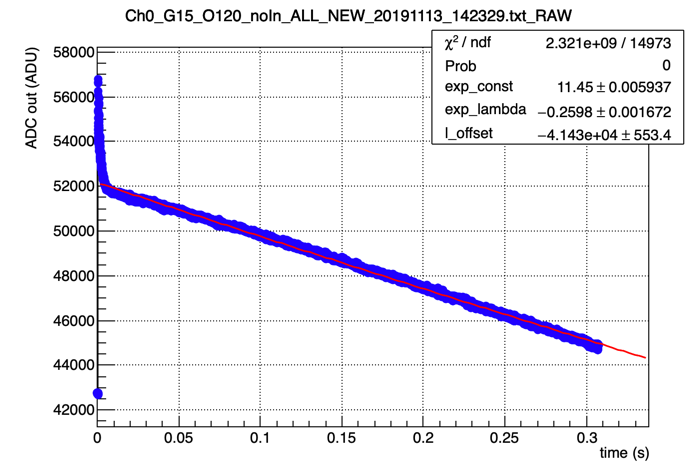 Ch0_G15_O120_noIn_ALL_NEW_20191113_142329.txt_RAW
χ² / ndf 2.321e+09 / 14973
Prob 0
exp_const 11.45 ± 0.005937
exp_lambda −0.2598 ± 0.001672
l_offset −4.143e+04 ± 553.4
ADC out (ADU)
58000
56000
54000
52000
50000
48000
46000
44000
42000
0 0.05 0.1 0.15 0.2 0.25 0.3
time (s)